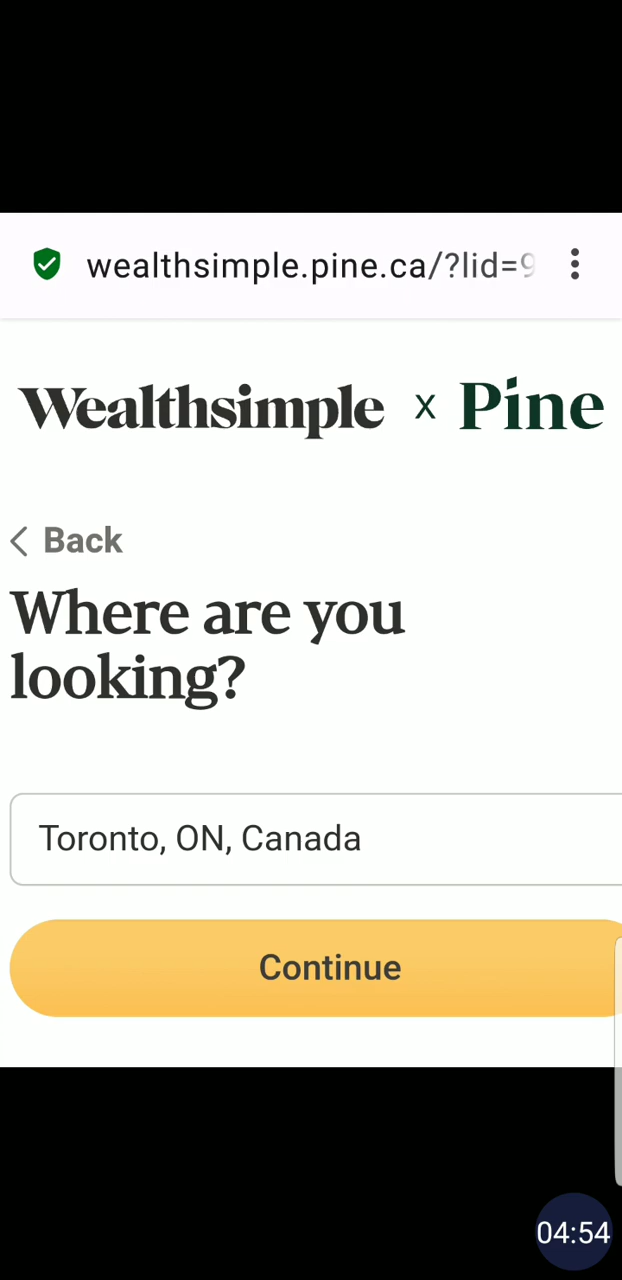 wealthsimple.pine.ca/?lid=9
Wealthsimple x Pine
Back
Where are you
looking?
Toronto, ON, Canada
Continue
04:54